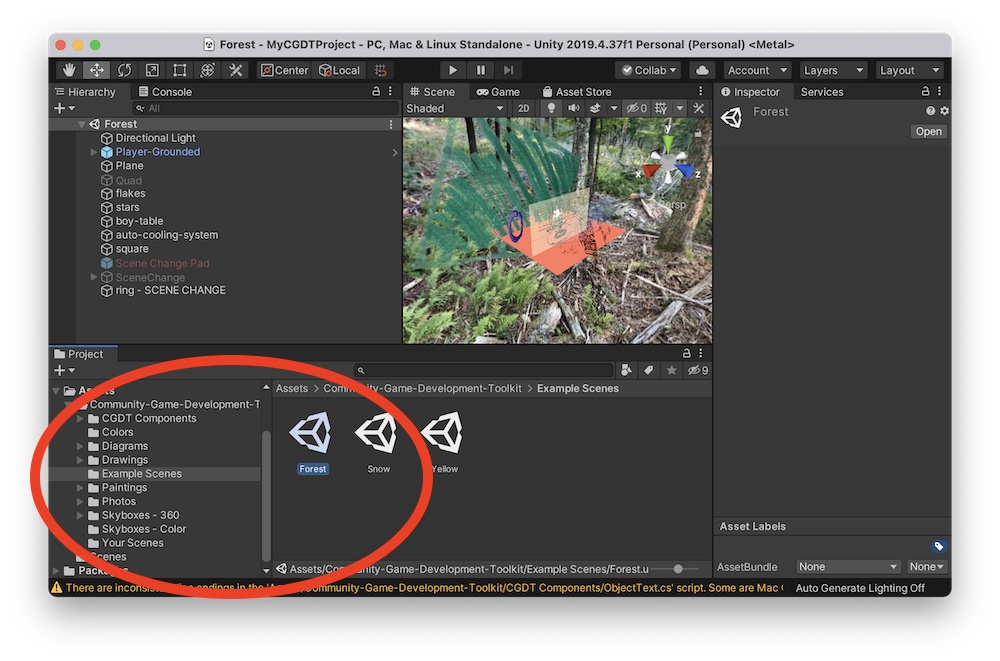 Forest - MyCGDTProject - PC, Mac & Linux Standalone - Unity 2019.4.37f1 Personal (Personal) <Metal>
Center Local Collab Account Layers Layout
Hierarchy Console
All
Forest
Directional Light
Player-Grounded
Plane
Quad
flakes
stars
boy-table
auto-cooling-system
square
Scene Change Pad
SceneChange
ring - SCENE CHANGE
Scene Game Asset Store
Shaded 2D 0
y
x z
Persp
Inspector Services
Forest
Open
Project
9
Assets
Community-Game-Development-T
CGDT Components
Colors
Diagrams
Drawings
Example Scenes
Paintings
Photos
Skyboxes - 360
Skyboxes - Color
Your Scenes
Scenes
Packages
Assets > Community-Game-Development-Toolkit > Example Scenes
Forest Snow Yellow
Assets/Community-Game-Development-Toolkit/Example Scenes/Forest.u
Asset Labels
AssetBundle None None
There are inconsistent line endings in the 'Assets/Community-Game-Development-Toolkit/CGDT Components/ObjectText.cs' script. Some are Mac
Auto Generate Lighting Off